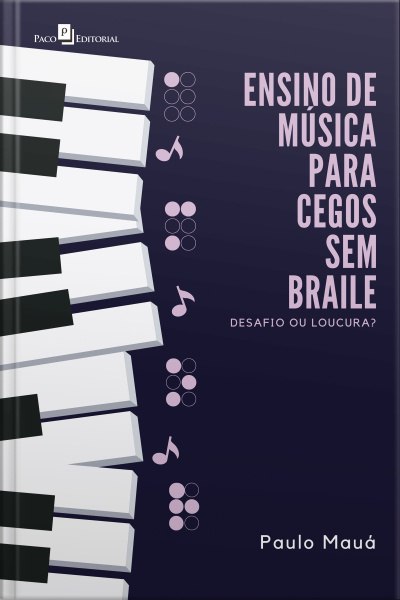 PACO EDITORIAL
ENSINO DE
MÚSICA
PARA
CEGOS
SEM
BRAILE
DESAFIO OU LOUCURA?
Paulo Mauá